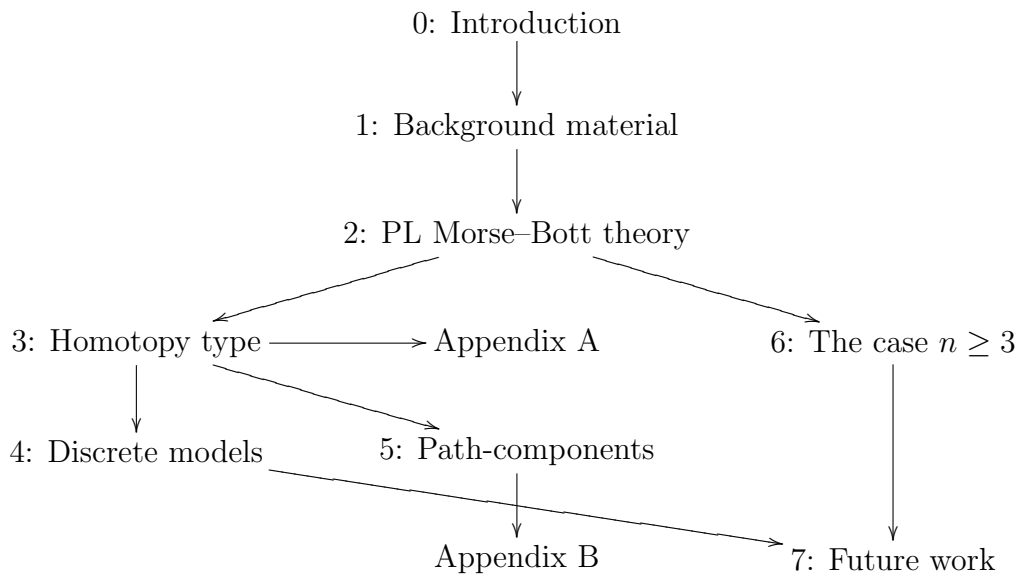 0: Introduction
1: Background material
2: PL Morse–Bott theory
3: Homotopy type
Appendix A
6: The case n ≥ 3
4: Discrete models
5: Path-components
Appendix B
7: Future work